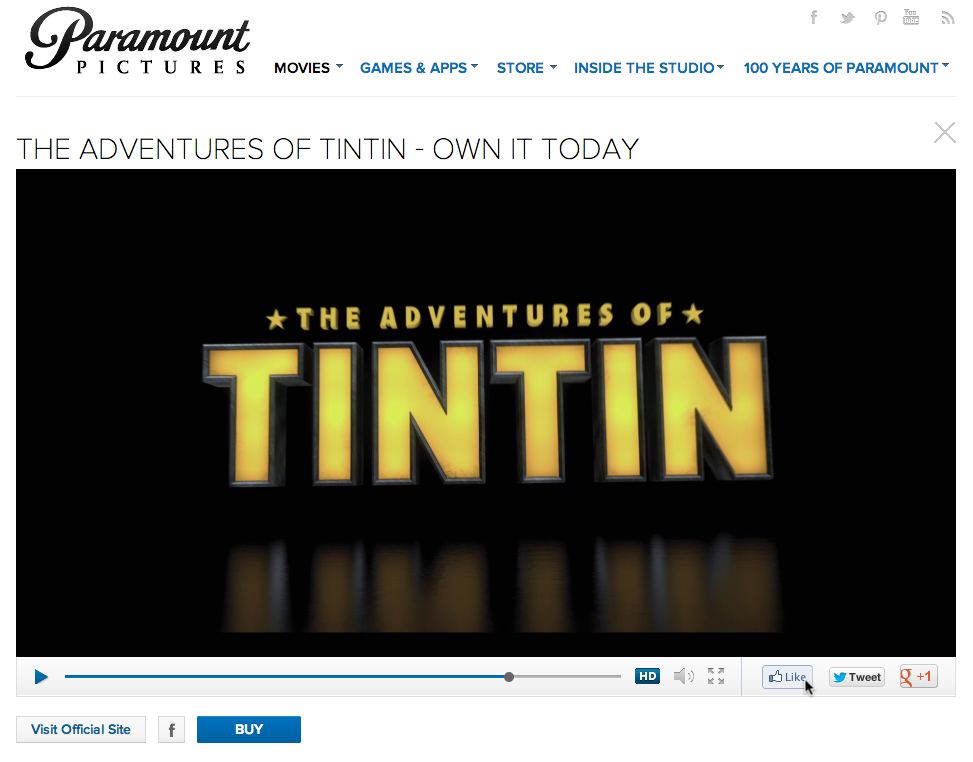 Paramount
PICTURES
You
Tube
MOVIES GAMES & APPS STORE INSIDE THE STUDIO 100 YEARS OF PARAMOUNT
THE ADVENTURES OF TINTIN - OWN IT TODAY
★THE ADVENTURES OF★
TINTIN
HD Like Tweet g +1
Visit Official Site f BUY